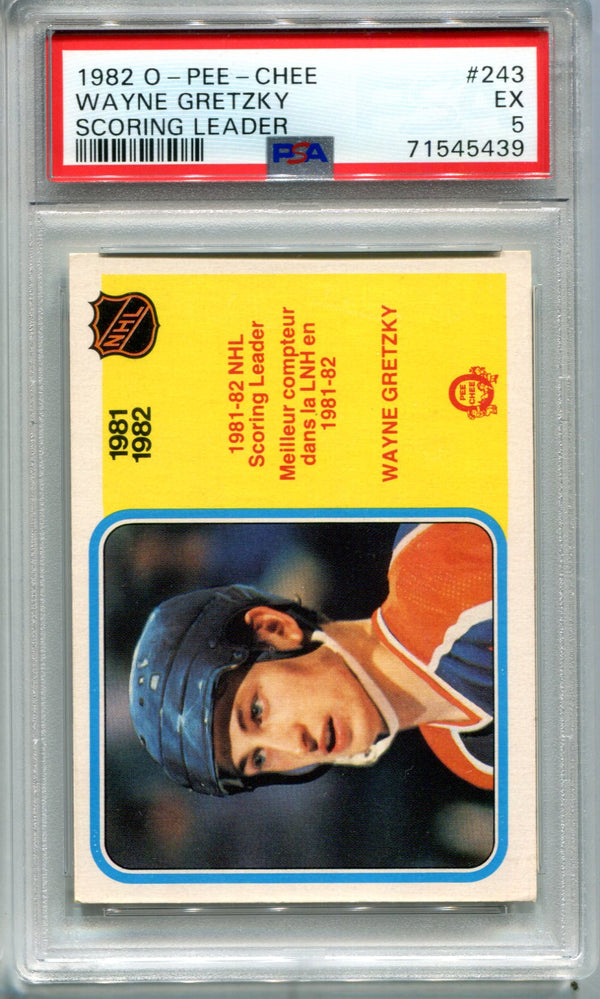 1982 O-PEE-CHEE #243
WAYNE GRETZKY EX
SCORING LEADER 5
PSA 71545439
NHL
1981
1982
1981-82 NHL
Scoring Leader
Meilleur compteur
dans la LNH en
1981-82
WAYNE GRETZKY
O
PEE
CHEE